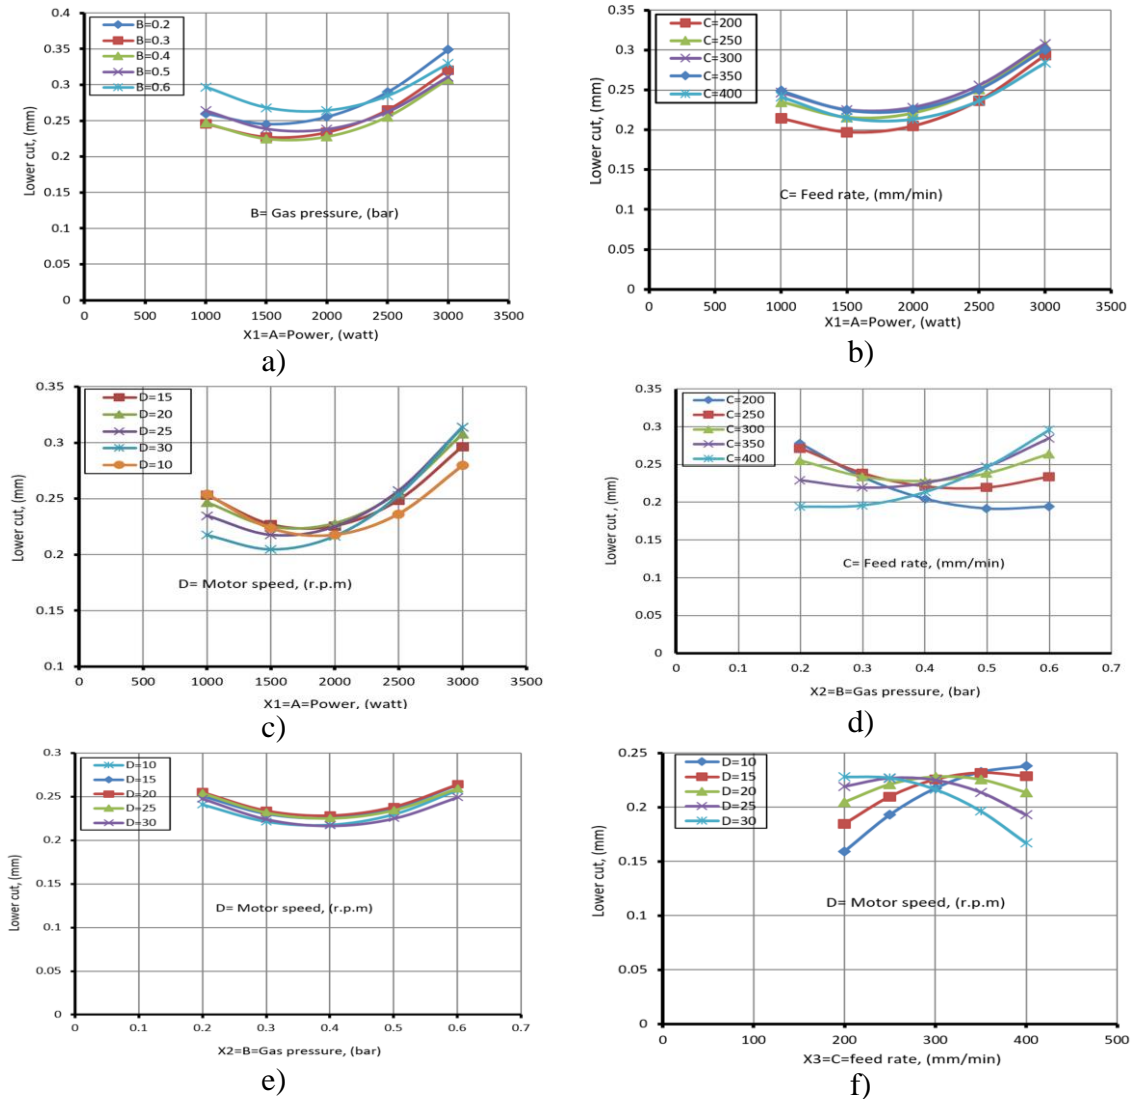 0.4
0.35
0.3
0.25
0.2
0.15
0.1
0.05
0
Lower cut, (mm)
B=0.2
B=0.3
B=0.4
B=0.5
B=0.6
B= Gas pressure, (bar)
0 500 1000 1500 2000 2500 3000 3500
X1=A=Power, (watt)
a)
0.35
0.3
0.25
0.2
0.15
0.1
0.05
0
Lower cut, (mm)
C=200
C=250
C=300
C=350
C=400
C= Feed rate, (mm/min)
0 500 1000 1500 2000 2500 3000 3500
X1=A=Power, (watt)
b)
0.35
0.3
0.25
0.2
0.15
0.1
Lower cut, (mm)
D=15
D=20
D=25
D=30
D=10
D= Motor speed, (r.p.m)
0 500 1000 1500 2000 2500 3000 3500
X1=A=Power, (watt)
c)
0.35
0.3
0.25
0.2
0.15
0.1
0.05
0
Lower cut, (mm)
C=200
C=250
C=300
C=350
C=400
C= Feed rate, (mm/min)
0 0.1 0.2 0.3 0.4 0.5 0.6 0.7
X2=B=Gas pressure, (bar)
d)
0.3
0.25
0.2
0.15
0.1
0.05
0
Lower cut, (mm)
D=10
D=15
D=20
D=25
D=30
D= Motor speed, (r.p.m)
0 0.1 0.2 0.3 0.4 0.5 0.6 0.7
X2=B=Gas pressure, (bar)
e)
0.25
0.2
0.15
0.1
0.05
0
Lower cut, (mm)
D=10
D=15
D=20
D=25
D=30
D= Motor speed, (r.p.m)
0 100 200 300 400 500
X3=C=feed rate, (mm/min)
f)